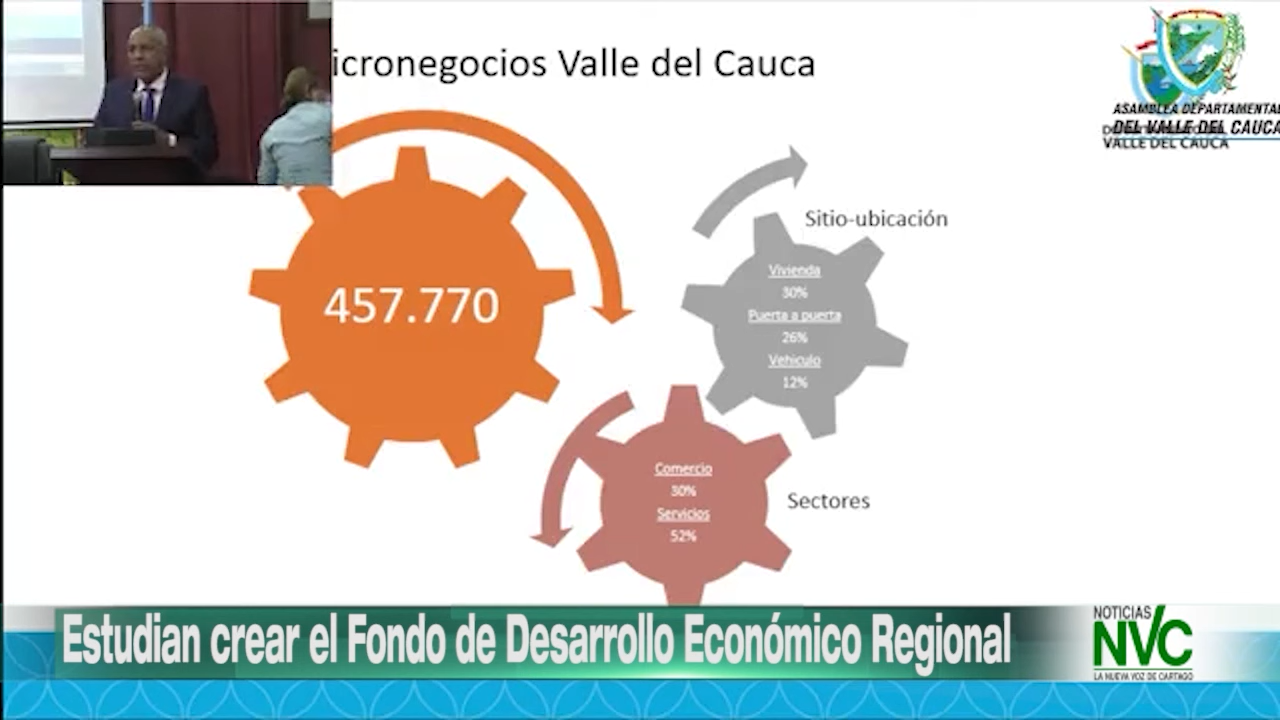 icronegocios Valle del Cauca
ASAMBLEA DEPARTAMENTAL
DEL VALLE DEL CAUCA
VALLE DEL CAUCA
457.770
Sitio-ubicación
Vivienda
30%
Puerta a puerta
26%
Vehiculo
12%
Comercio
30%
Servicios
52%
Sectores
Estudian crear el Fondo de Desarrollo Económico Regional
NOTICIAS
NVC
LA NUEVA VOZ DE CARTAGO